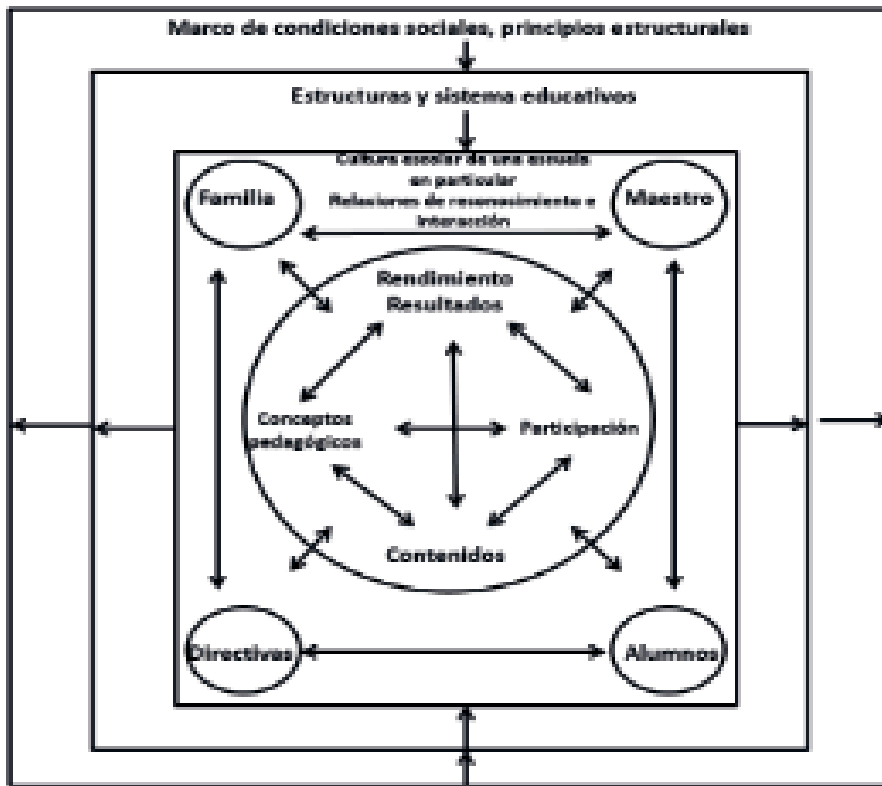 Marco de condiciones sociales, principios estructurales
Estructuras y sistema educativos
Cultura escolar de una escuela
en particular
Relaciones de reconocimiento e
interacción
Familia
Maestro
Rendimiento
Resultados
Conceptos
pedagógicos
Participación
Contenidos
Directivas
Alumnos